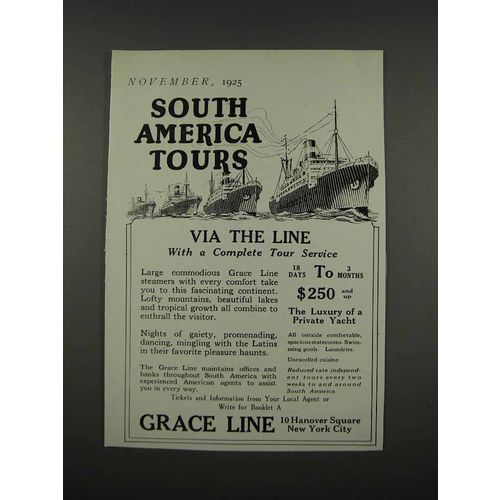 NOVEMBER, 1925
SOUTH
AMERICA
TOURS
VIA THE LINE
With a Complete Tour Service
Large commodious Grace Line
steamers with every comfort take
you to this fascinating continent.
Lofty mountains, beautiful lakes
and tropical growth all combine to
enthrall the visitor.
Nights of gaiety, promenading,
dancing, mingling with the Latins
in their favorite pleasure haunts.
The Grace Line maintains offices and
banks throughout South America with
experienced American agents to assist
you in every way.
18 DAYS To 3 MONTHS
$250 and up
The Luxury of a
Private Yacht
All outside comfortable,
spacious staterooms. Swim-
ming pools. Laundries.
Unexcelled cuisine.
Reduced rate independ-
ent tours every two
weeks to and around
South America.
Tickets and Information from Your Local Agent or
Write for Booklet A
GRACE LINE
10 Hanover Square
New York City